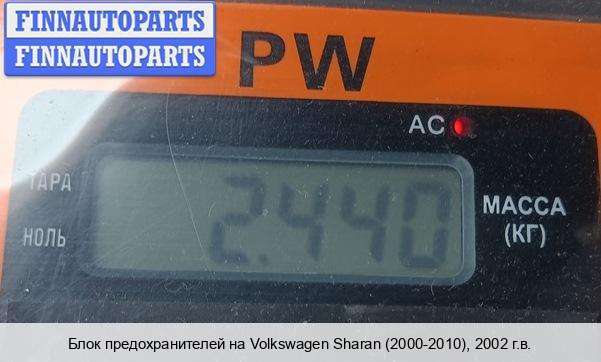 FINNAUTOPARTS
FINNAUTOPARTS
PW
AC
ТАРА
2.440
МАССА
НОЛЬ
(КГ)
Блок предохранителей на Volkswagen Sharan (2000-2010), 2002 г.в.